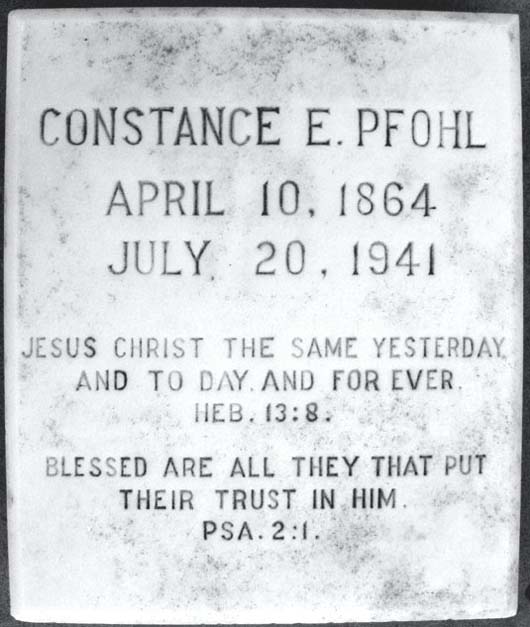 CONSTANCE E. PFOHL
APRIL 10, 1864
JULY 20, 1941
JESUS CHRIST THE SAME YESTERDAY,
AND TO DAY. AND FOR EVER.
HEB. 13:8.
BLESSED ARE ALL THEY THAT PUT
THEIR TRUST IN HIM.
PSA. 2:1.